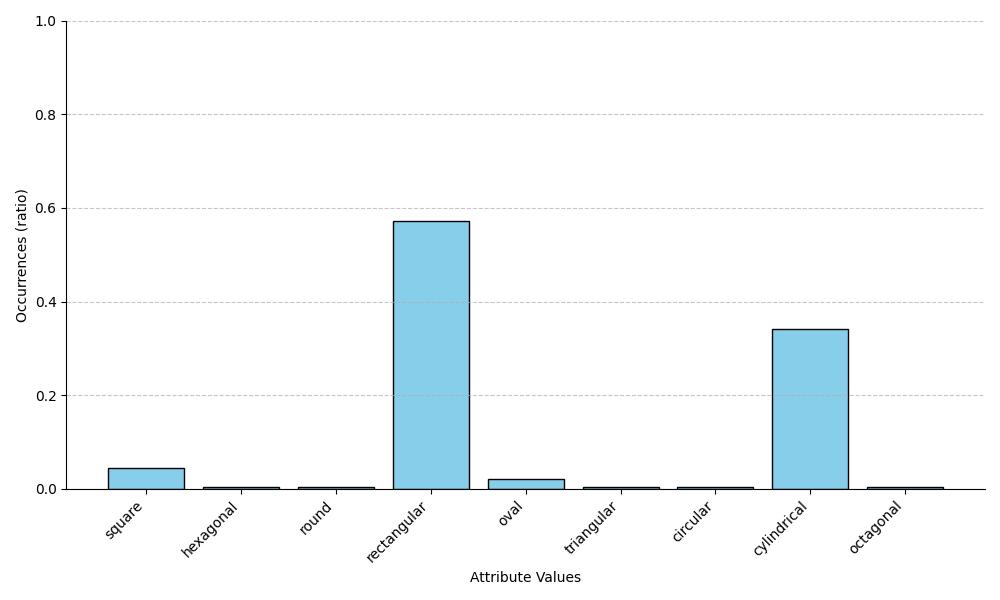 1.0
0.8
0.6
0.4
0.2
0.0
Occurrences (ratio)
square
hexagonal
round
rectangular
oval
triangular
circular
cylindrical
octagonal
Attribute Values